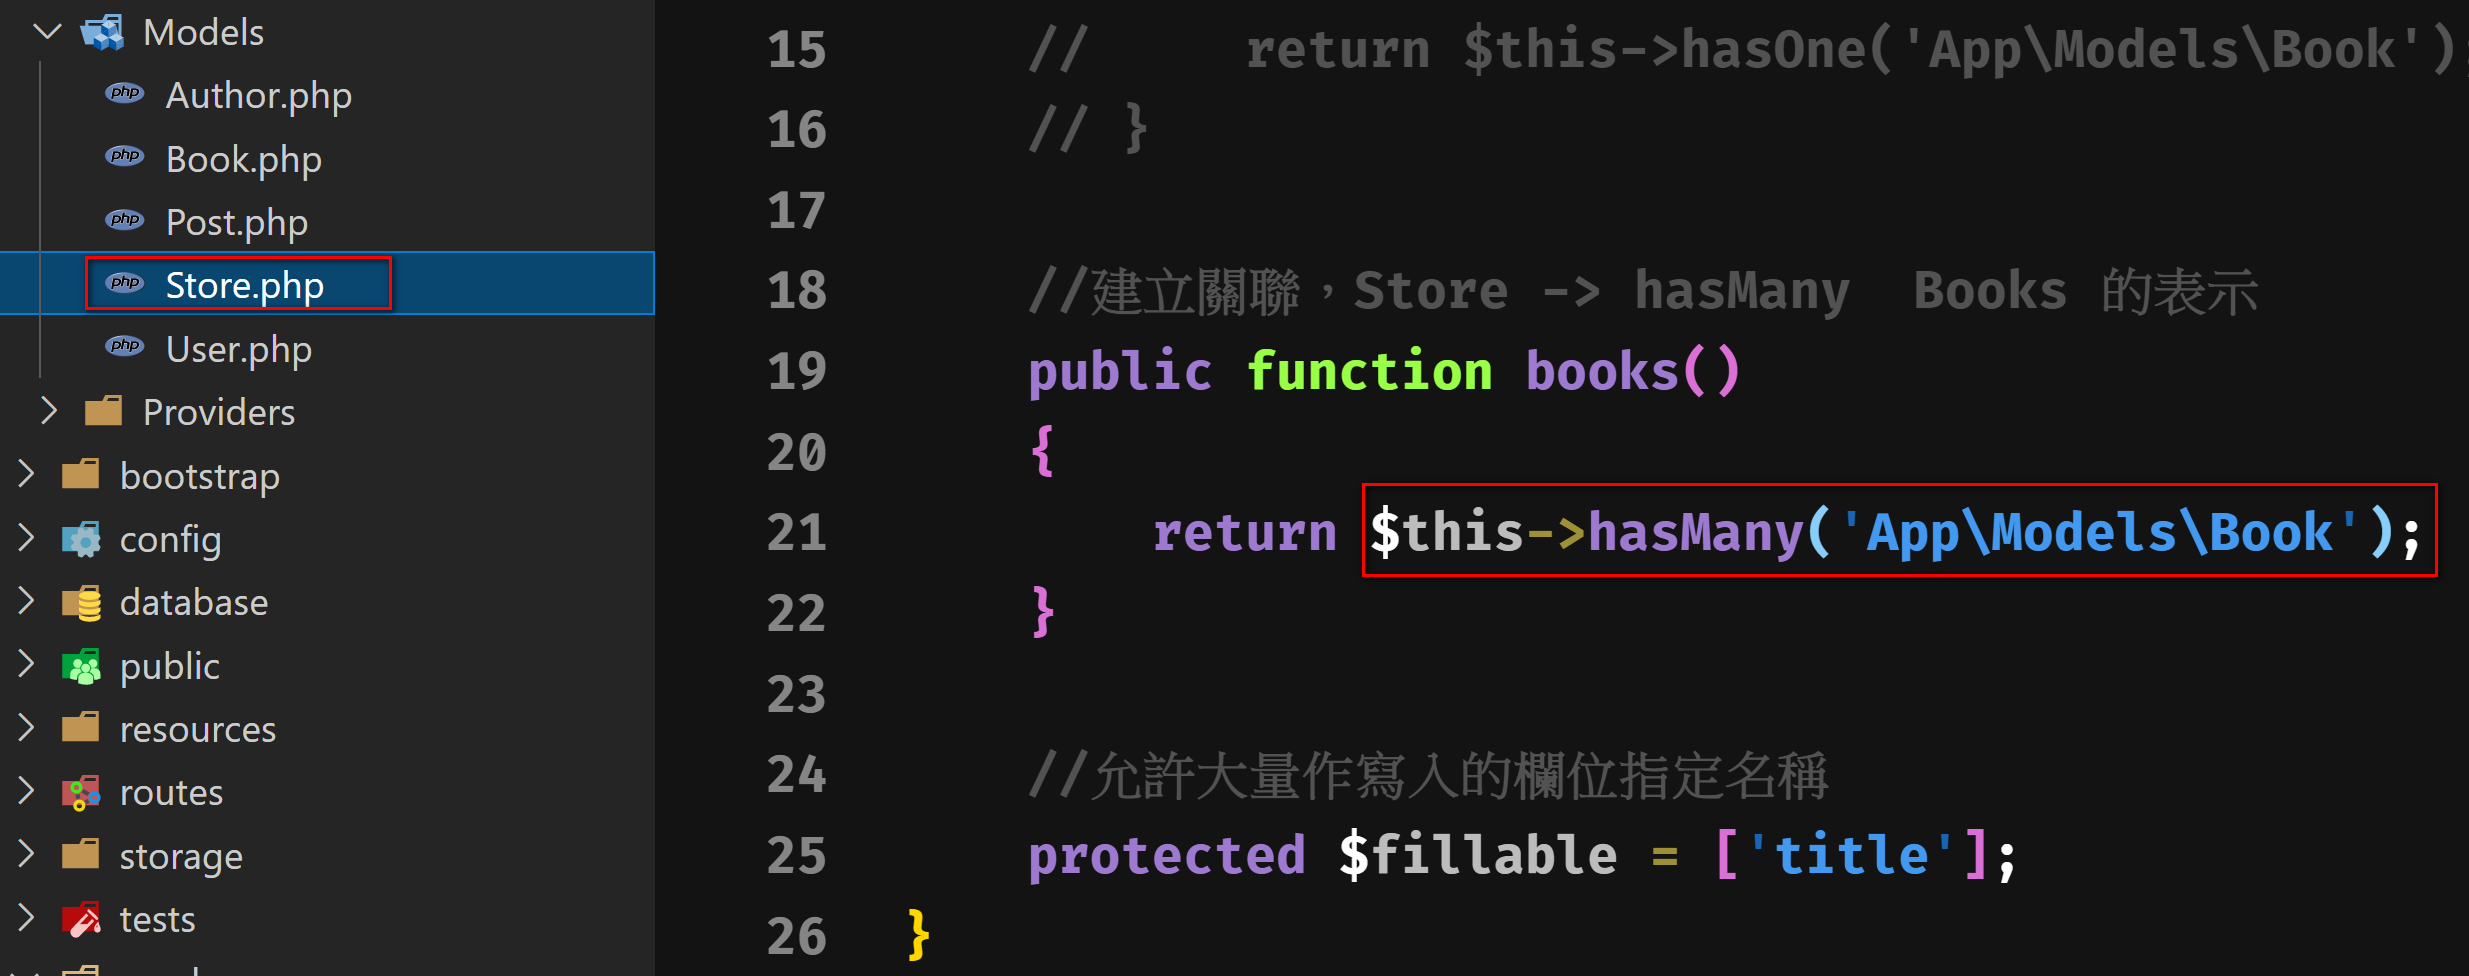 Models
php Author.php
php Book.php
php Post.php
php Store.php
php User.php
Providers
bootstrap
config
database
public
resources
routes
storage
tests
15 //     return $this->hasOne('App\Models\Book');
16 // }
17
18 //建立關聯，Store -> hasMany  Books 的表示
19 public function books()
20 {
21     return $this->hasMany('App\Models\Book');
22 }
23
24 //允許大量作寫入的欄位指定名稱
25 protected $fillable = ['title'];
26 }